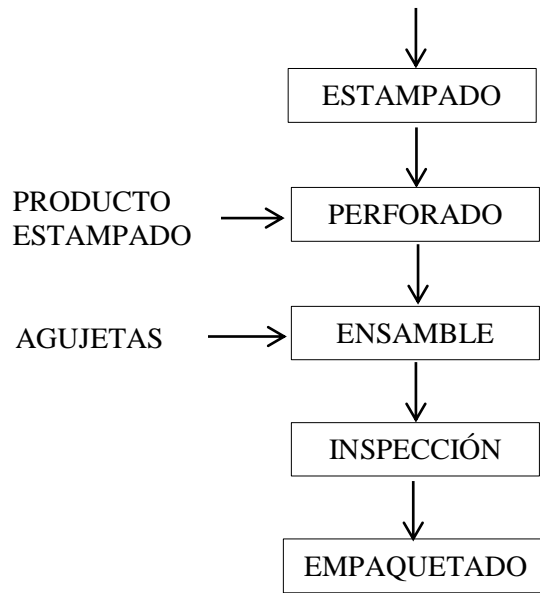 ESTAMPADO
PRODUCTO
ESTAMPADO
PERFORADO
AGUJETAS
ENSAMBLE
INSPECCIÓN
EMPAQUETADO